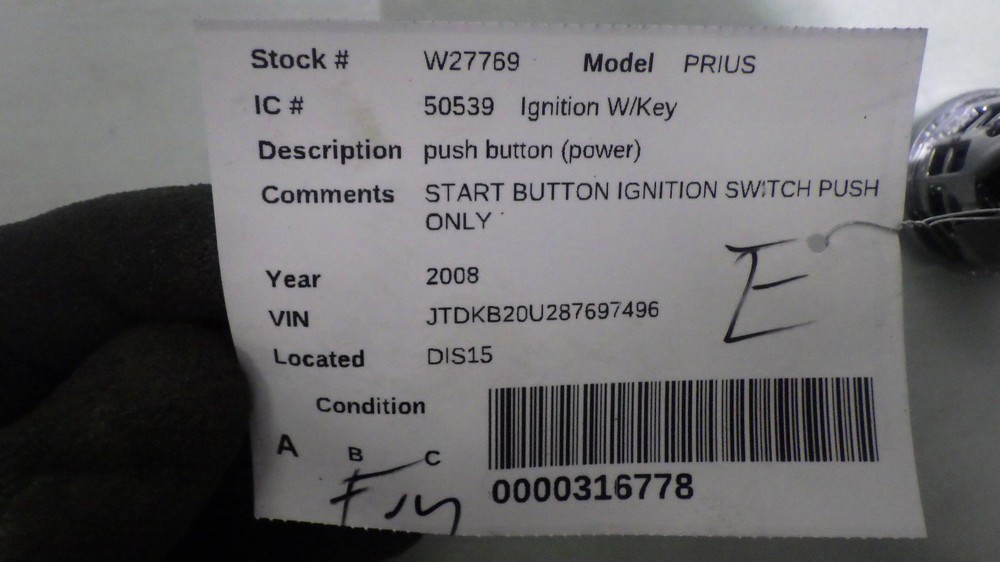 Stock # W27769 Model PRIUS
IC # 50539 Ignition W/Key
Description push button (power)
Comments START BUTTON IGNITION SWITCH PUSH
ONLY
E
Year 2008
VIN JTDKB20U287697496
Located DIS15
Condition
A B C
0000316778